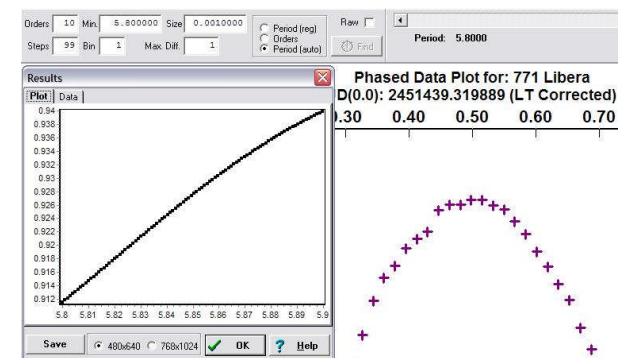 Orders 10 Min. 5.800000 Size 0.0010000
Steps 99 Bin 1 Max. Diff. 1
Period (reg)
Orders
Period (auto)
Raw
Find
Period: 5.8000
Results
Plot Data
0.94
0.938
0.936
0.934
0.932
0.93
0.928
0.926
0.924
0.922
0.92
0.918
0.916
0.914
0.912
5.8 5.81 5.82 5.83 5.84 5.85 5.86 5.87 5.88 5.89 5.9
Save 480x640 768x1024 OK ? Help
Phased Data Plot for: 771 Libera
D(0.0): 2451439.319889 (LT Corrected)
.30 0.40 0.50 0.60 0.70